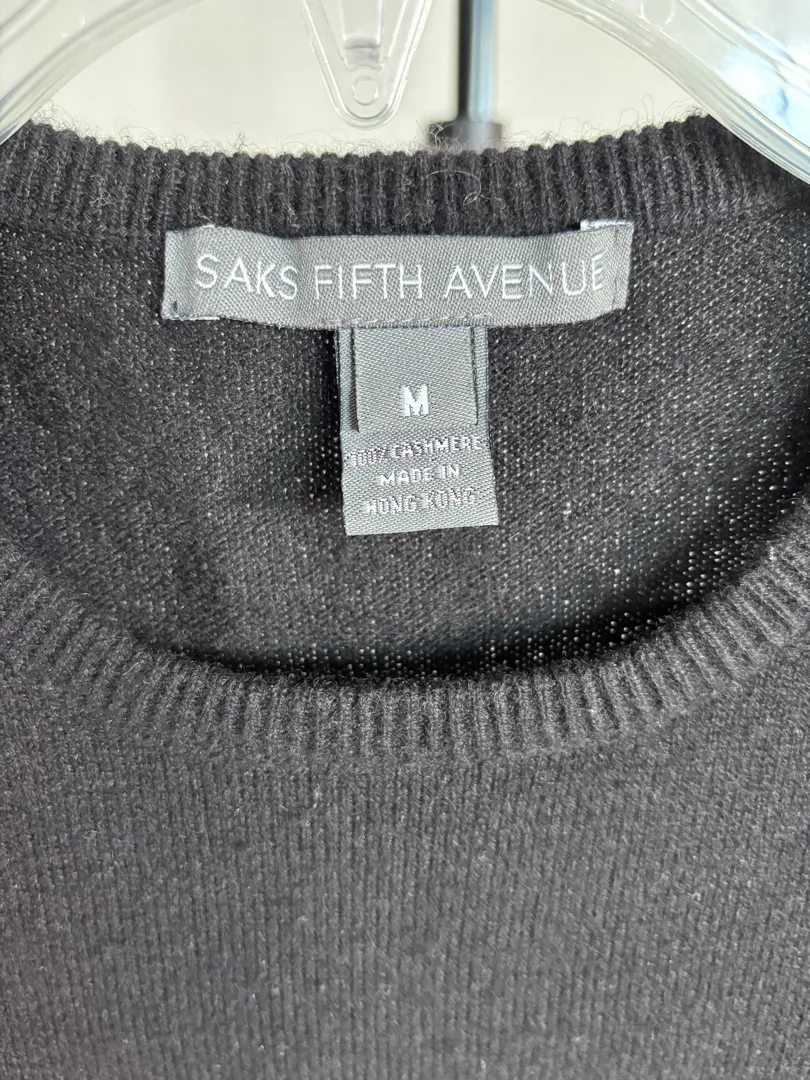 SAKS FIFTH AVENUE
M
100% CASHMERE
MADE IN
HONG KONG